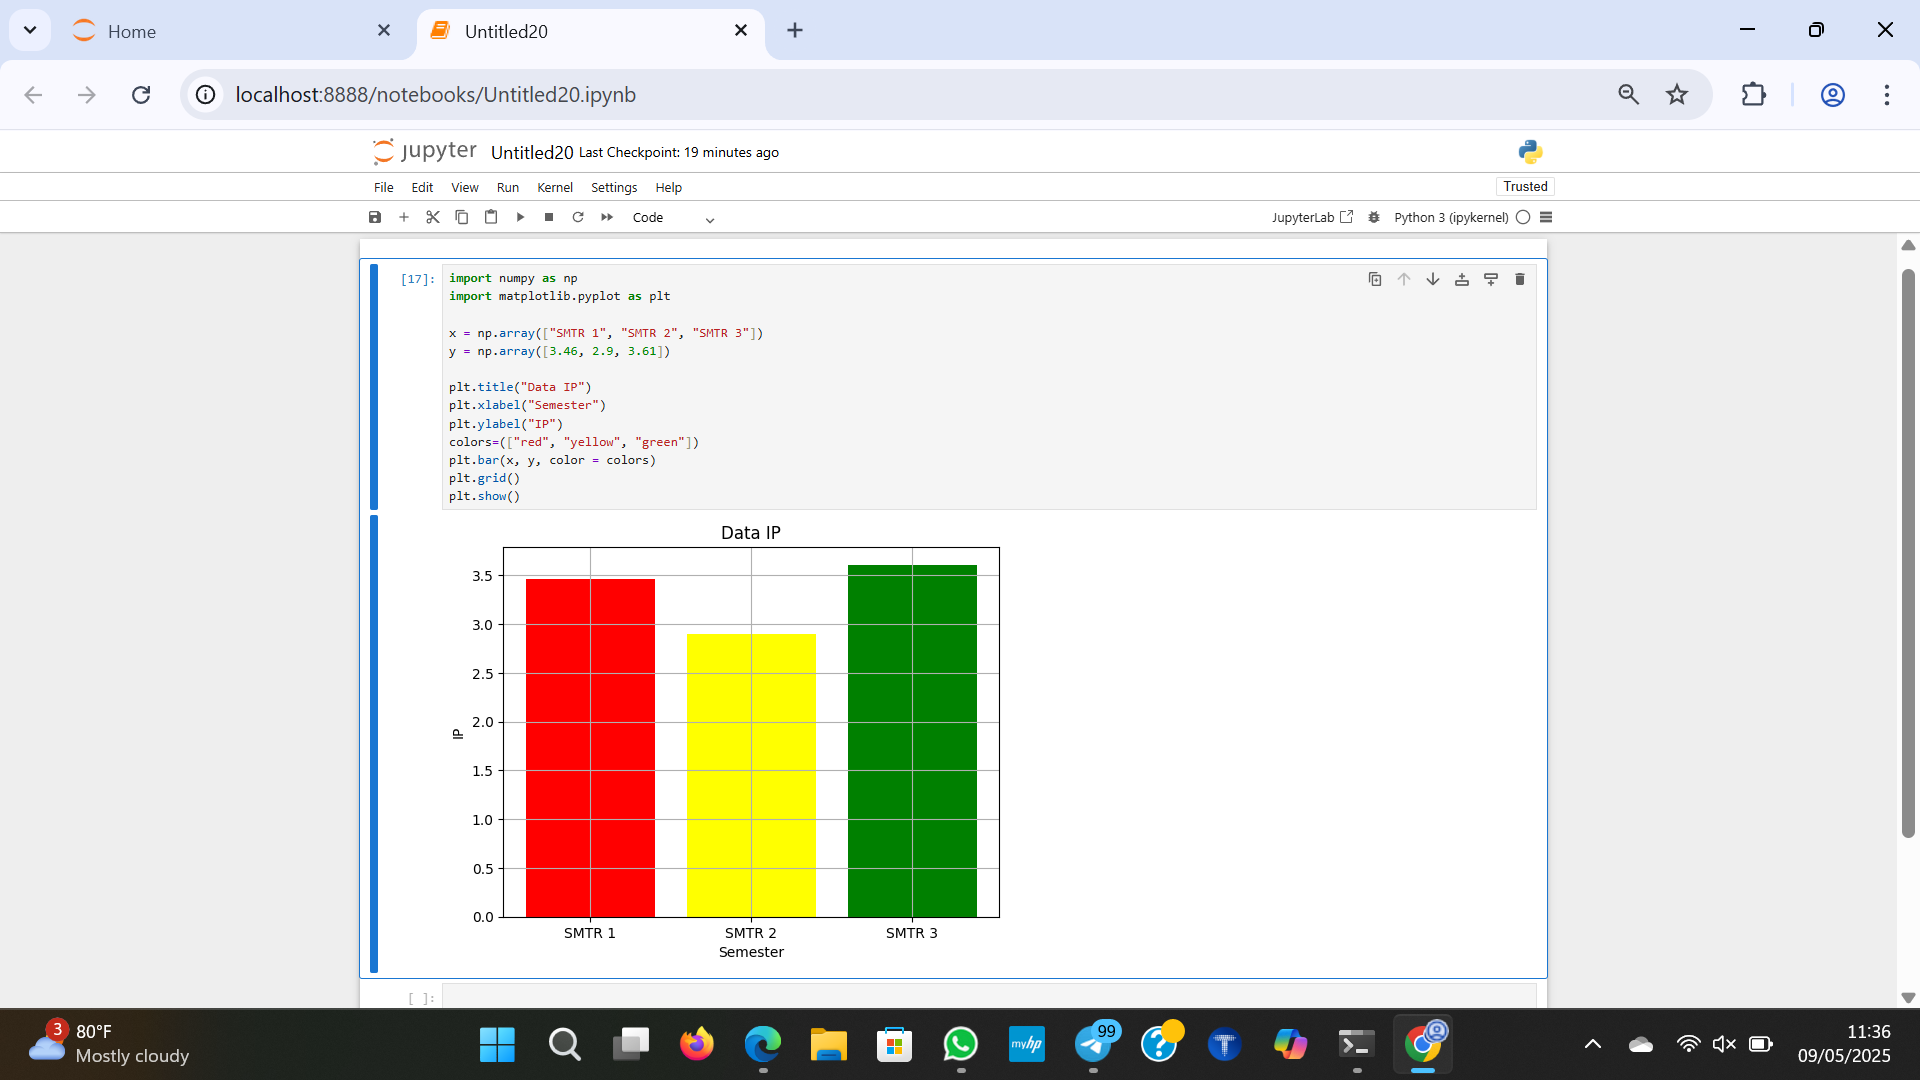 Home
Untitled20
localhost:8888/notebooks/Untitled20.ipynb
jupyter Untitled20 Last Checkpoint: 19 minutes ago
File Edit View Run Kernel Settings Help
Trusted
Code
JupyterLab
Python 3 (ipykernel)
[17]:
import numpy as np
import matplotlib.pyplot as plt
x = np.array(["SMTR 1", "SMTR 2", "SMTR 3"])
y = np.array([3.46, 2.9, 3.61])
plt.title("Data IP")
plt.xlabel("Semester")
plt.ylabel("IP")
colors=(["red", "yellow", "green"])
plt.bar(x, y, color = colors)
plt.grid()
plt.show()
Data IP
3.5
3.0
2.5
2.0
1.5
1.0
0.5
0.0
IP
SMTR 1 SMTR 2 SMTR 3
Semester
[ ]:
3
80°F
Mostly cloudy
myhp
99
T
11:36
09/05/2025